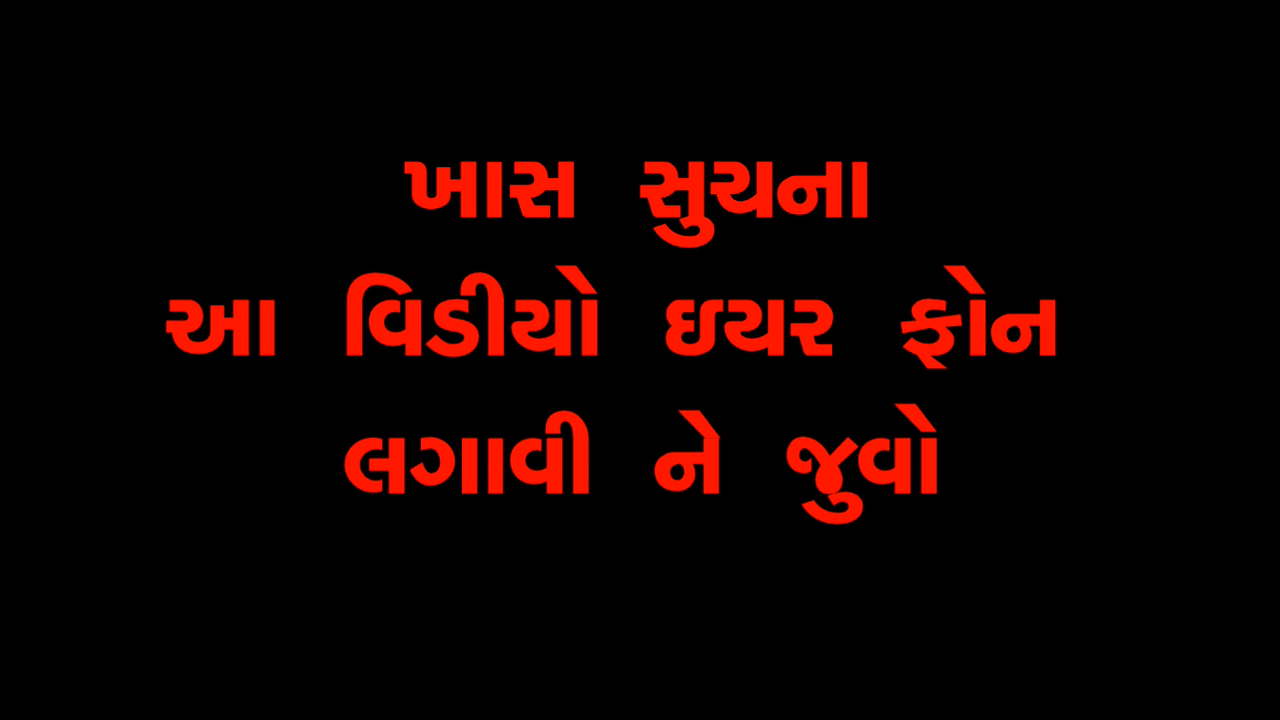 ખાસ સુચના
આ વિડીયો ઇયર ફોન
લગાવી ને જુવો